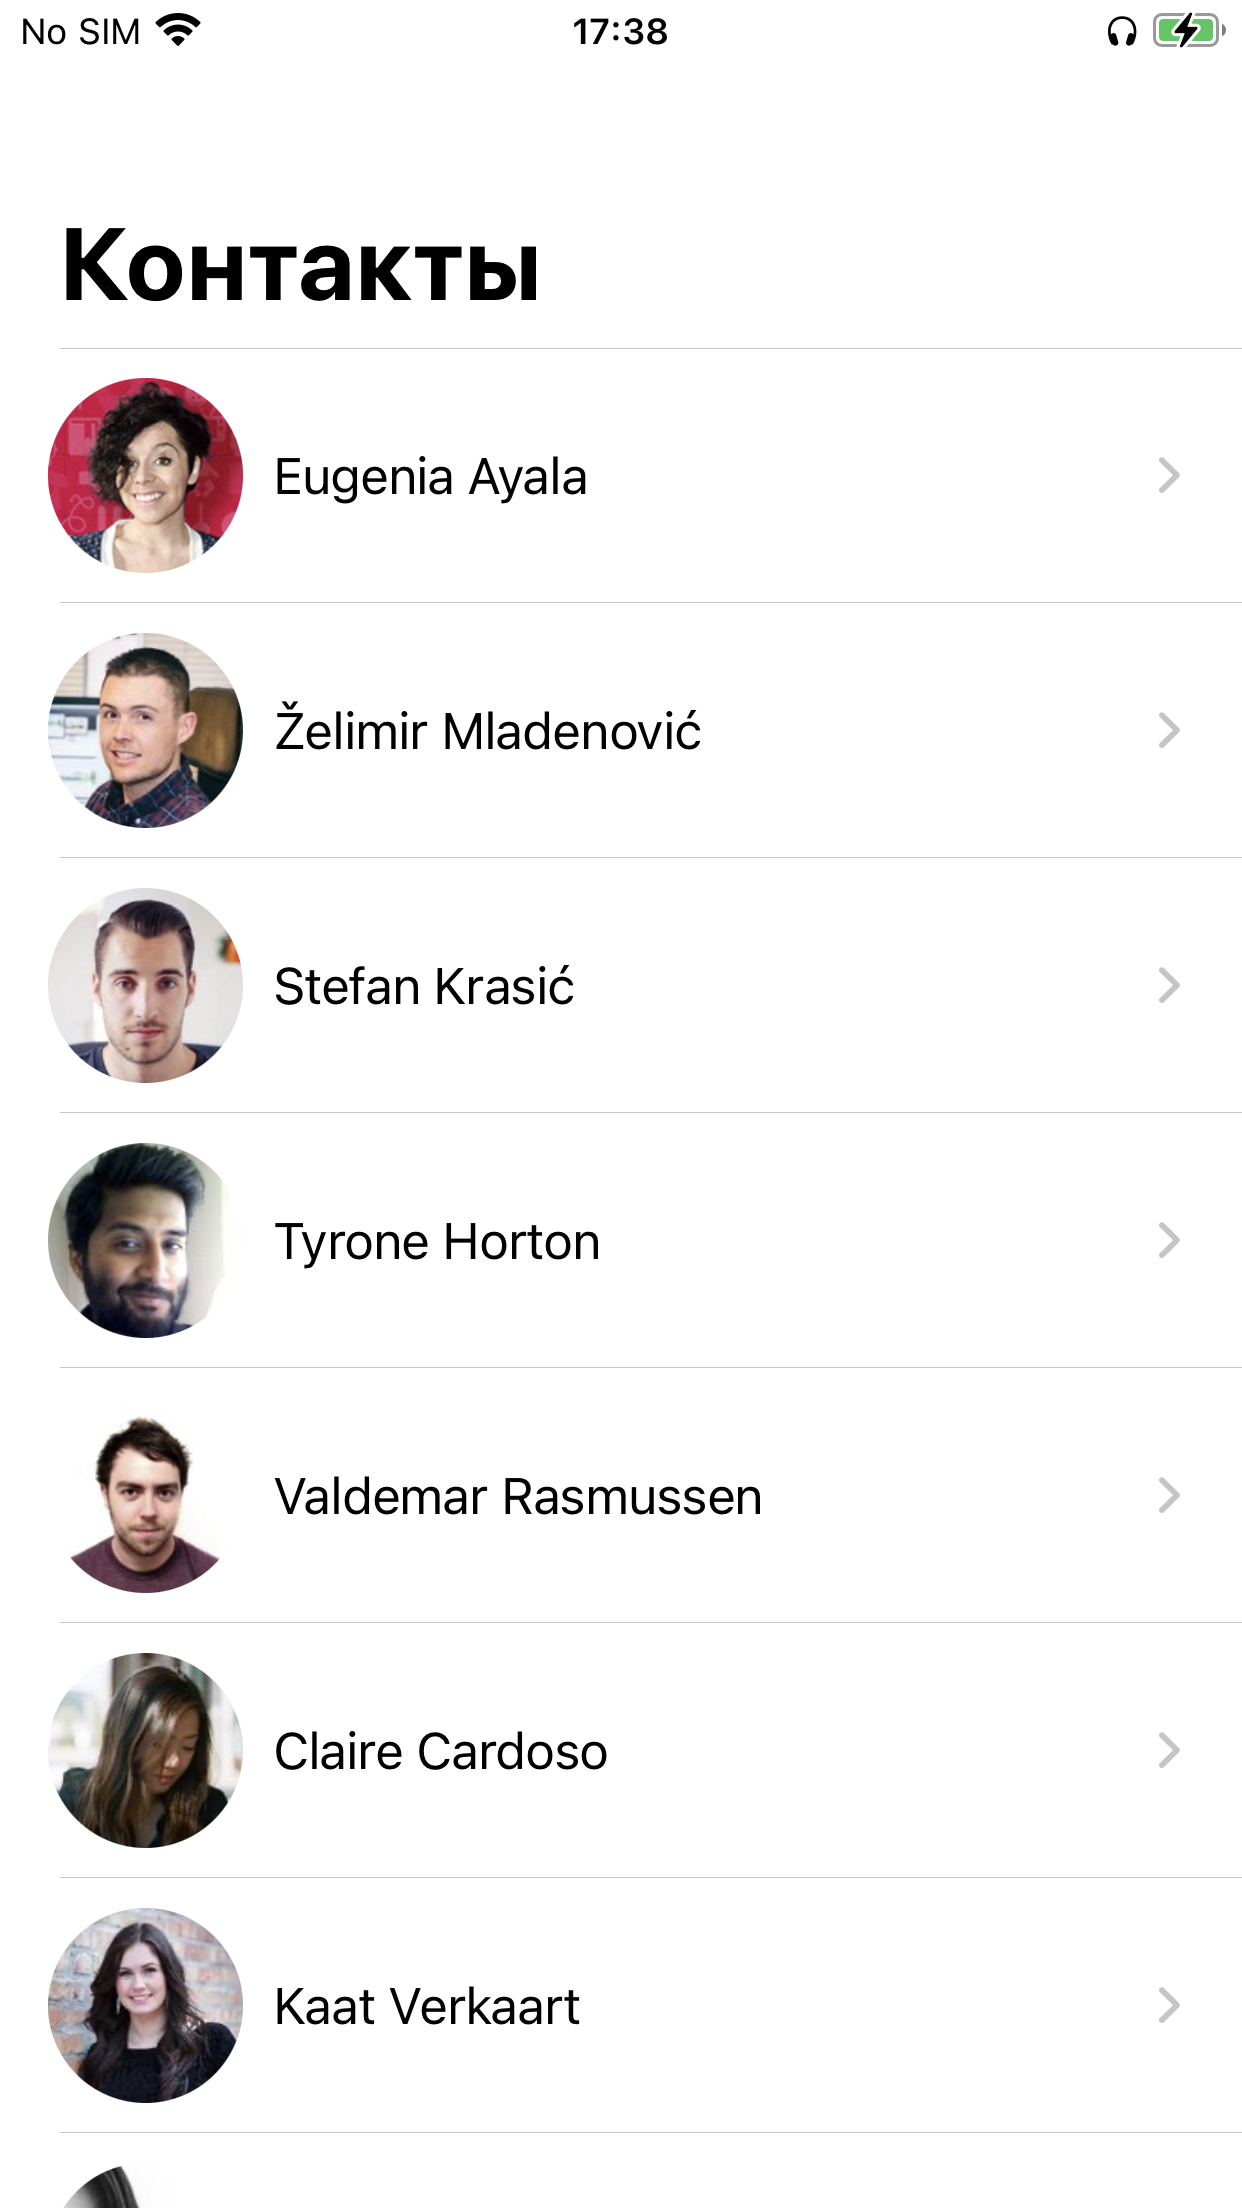 No SIM 17:38
Контакты
Eugenia Ayala
Želimir Mladenović
Stefan Krasić
Tyrone Horton
Valdemar Rasmussen
Claire Cardoso
Kaat Verkaart